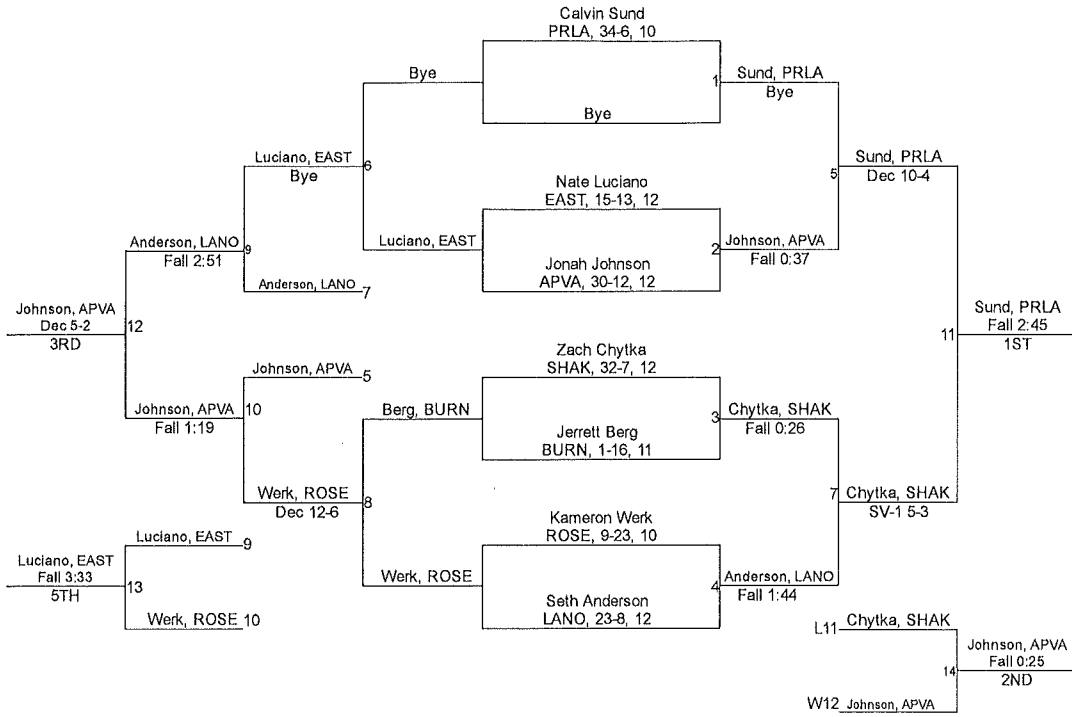 Calvin Sund
PRLA, 34-6, 10
Bye
1
Sund, PRLA
Bye
Bye
Luciano, EAST
Bye
6
Sund, PRLA
Dec 10-4
5
Nate Luciano
EAST, 15-13, 12
Anderson, LANO
Fall 2:51
9
Luciano, EAST
2
Johnson, APVA
Fall 0:37
Jonah Johnson
APVA, 30-12, 12
Anderson, LANO
7
Johnson, APVA
Dec 5-2
3RD
12
11
Sund, PRLA
Fall 2:45
1ST
Zach Chytka
SHAK, 32-7, 12
Johnson, APVA
5
Johnson, APVA
Fall 1:19
10
Berg, BURN
3
Chytka, SHAK
Fall 0:26
Jerrett Berg
BURN, 1-16, 11
Werk, ROSE
Dec 12-6
8
7
Chytka, SHAK
SV-1 5-3
Kameron Werk
ROSE, 9-23, 10
Luciano, EAST
9
Luciano, EAST
Fall 3:33
5TH
13
Werk, ROSE
4
Anderson, LANO
Fall 1:44
Seth Anderson
LANO, 23-8, 12
Werk, ROSE
10
L11
Chytka, SHAK
14
Johnson, APVA
Fall 0:25
2ND
W12
Johnson, APVA